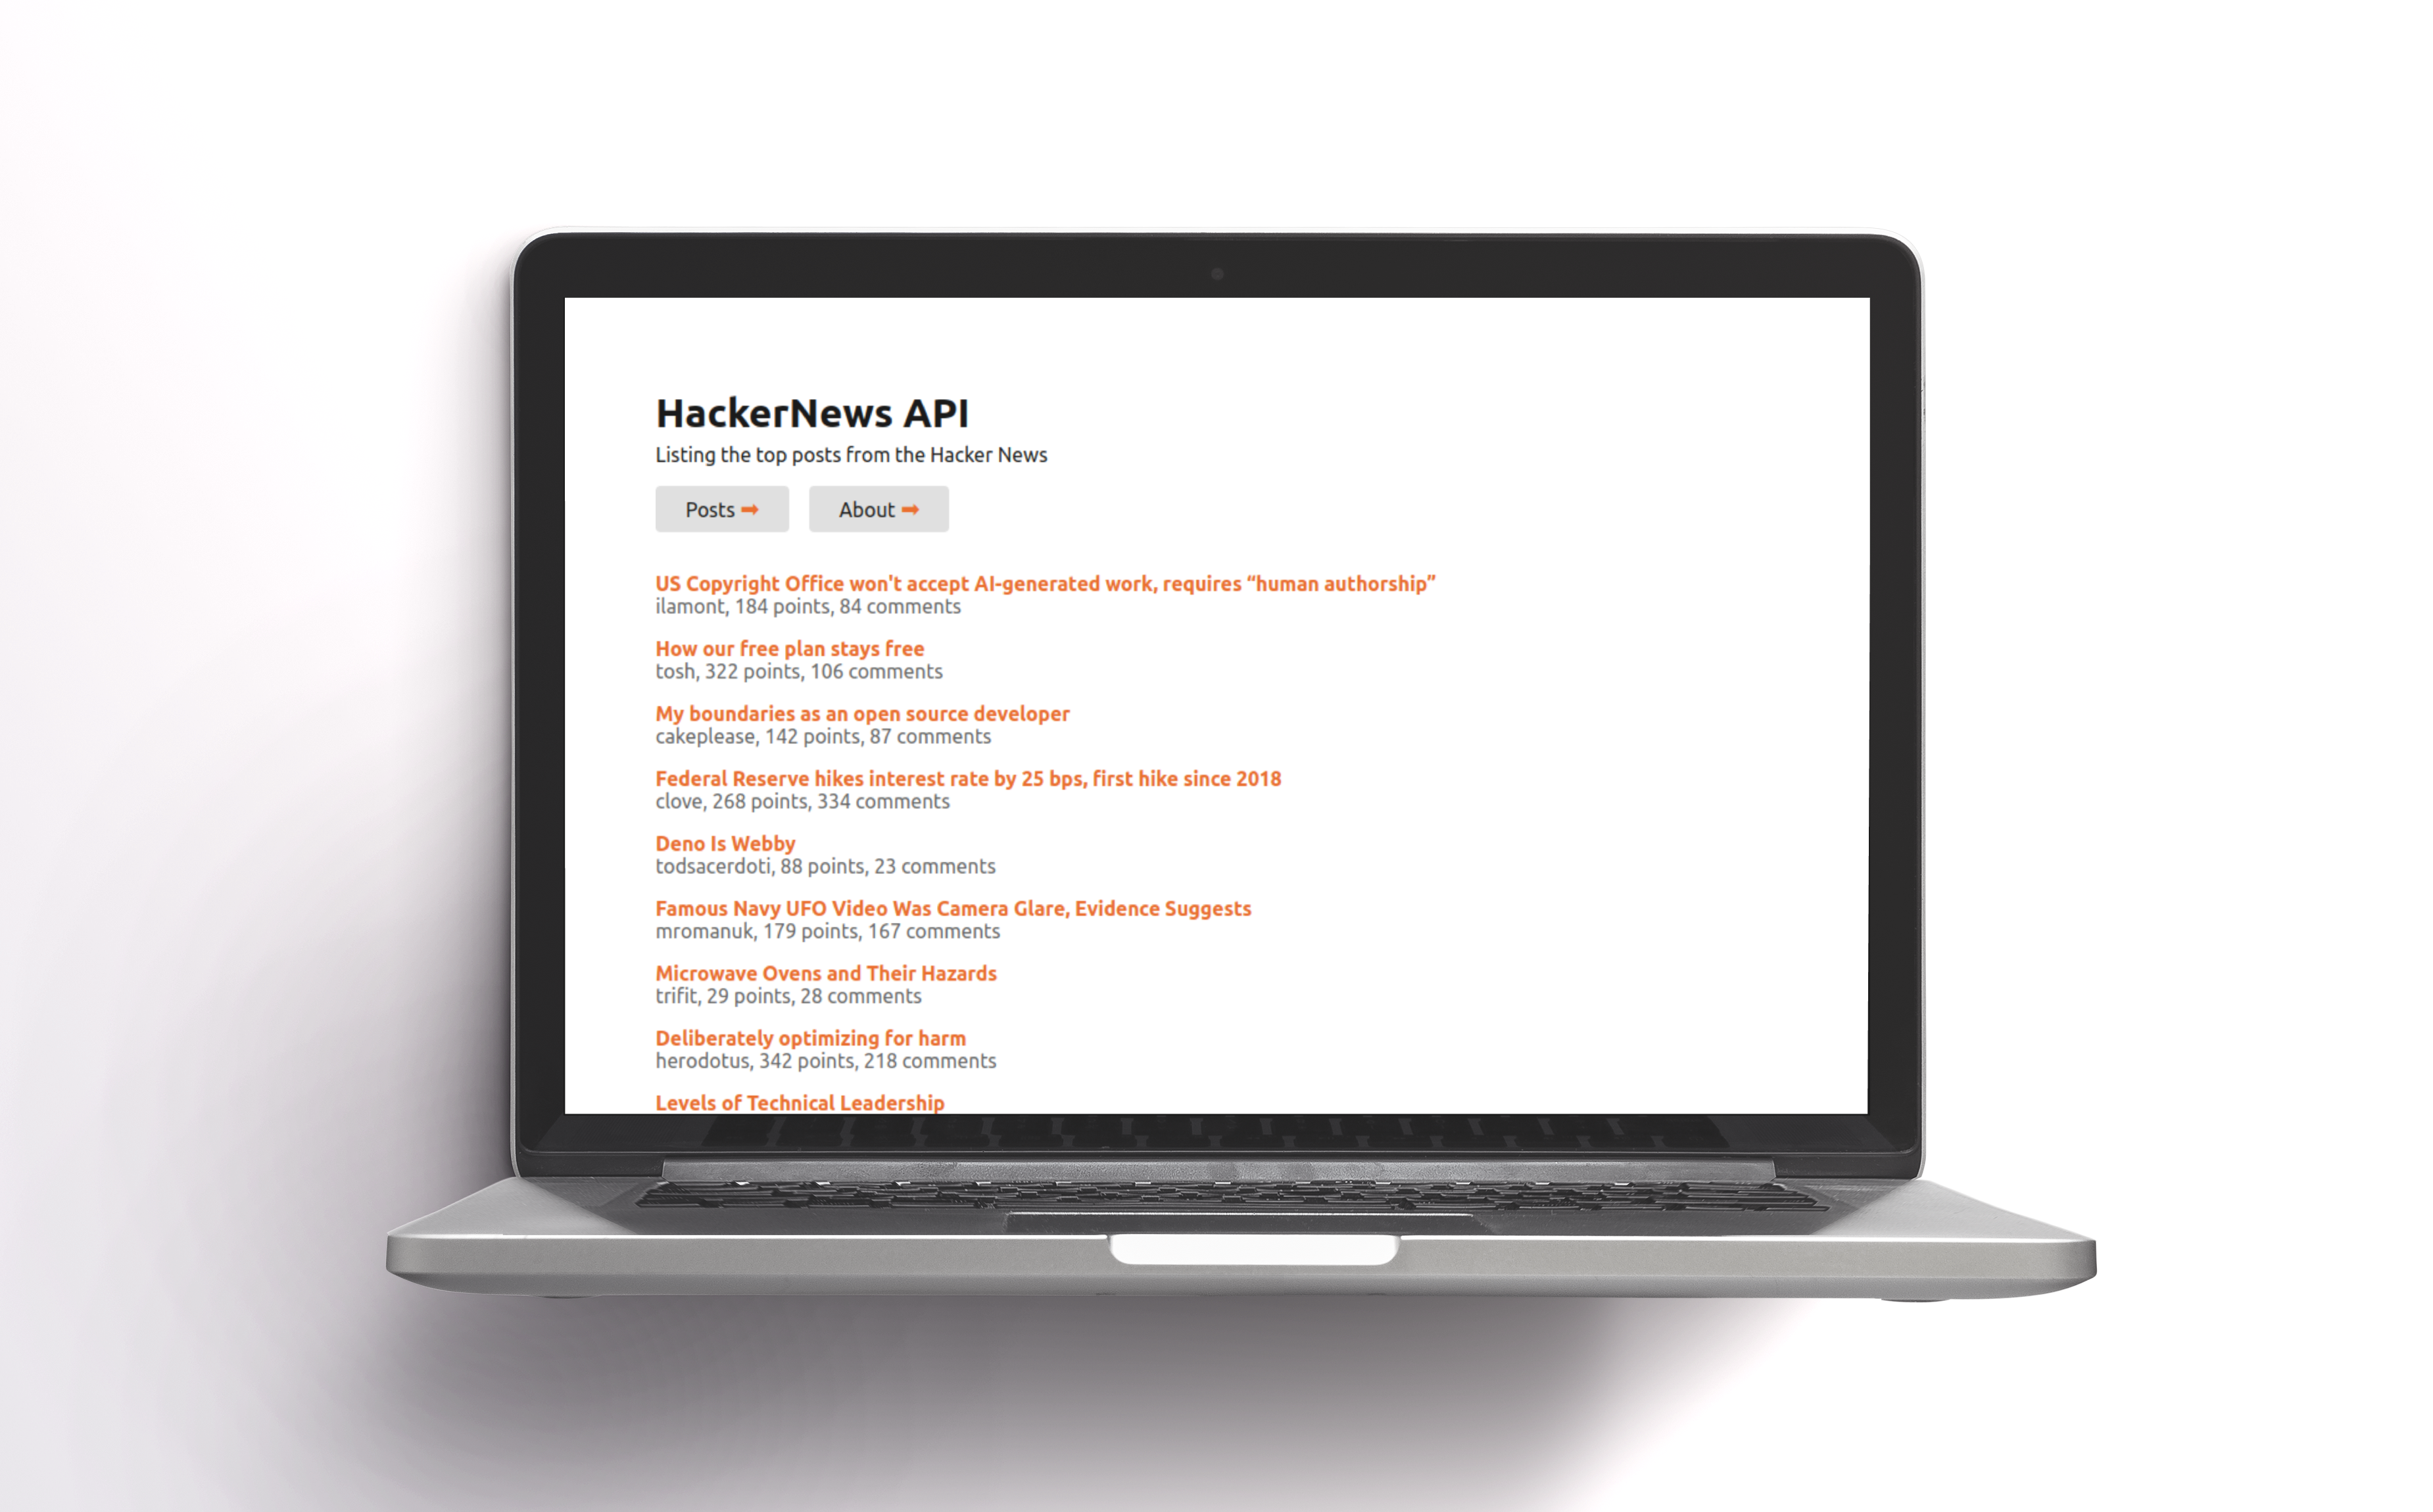 HackerNews API
Listing the top posts from the Hacker News
Posts ➞
About ➞
US Copyright Office won't accept AI-generated work, requires “human authorship”
ilamont, 184 points, 84 comments
How our free plan stays free
tosh, 322 points, 106 comments
My boundaries as an open source developer
cakeplease, 142 points, 87 comments
Federal Reserve hikes interest rate by 25 bps, first hike since 2018
clove, 268 points, 334 comments
Deno Is Webby
todsacerdoti, 88 points, 23 comments
Famous Navy UFO Video Was Camera Glare, Evidence Suggests
mromanuk, 179 points, 167 comments
Microwave Ovens and Their Hazards
trifit, 29 points, 28 comments
Deliberately optimizing for harm
herodotus, 342 points, 218 comments
Levels of Technical Leadership